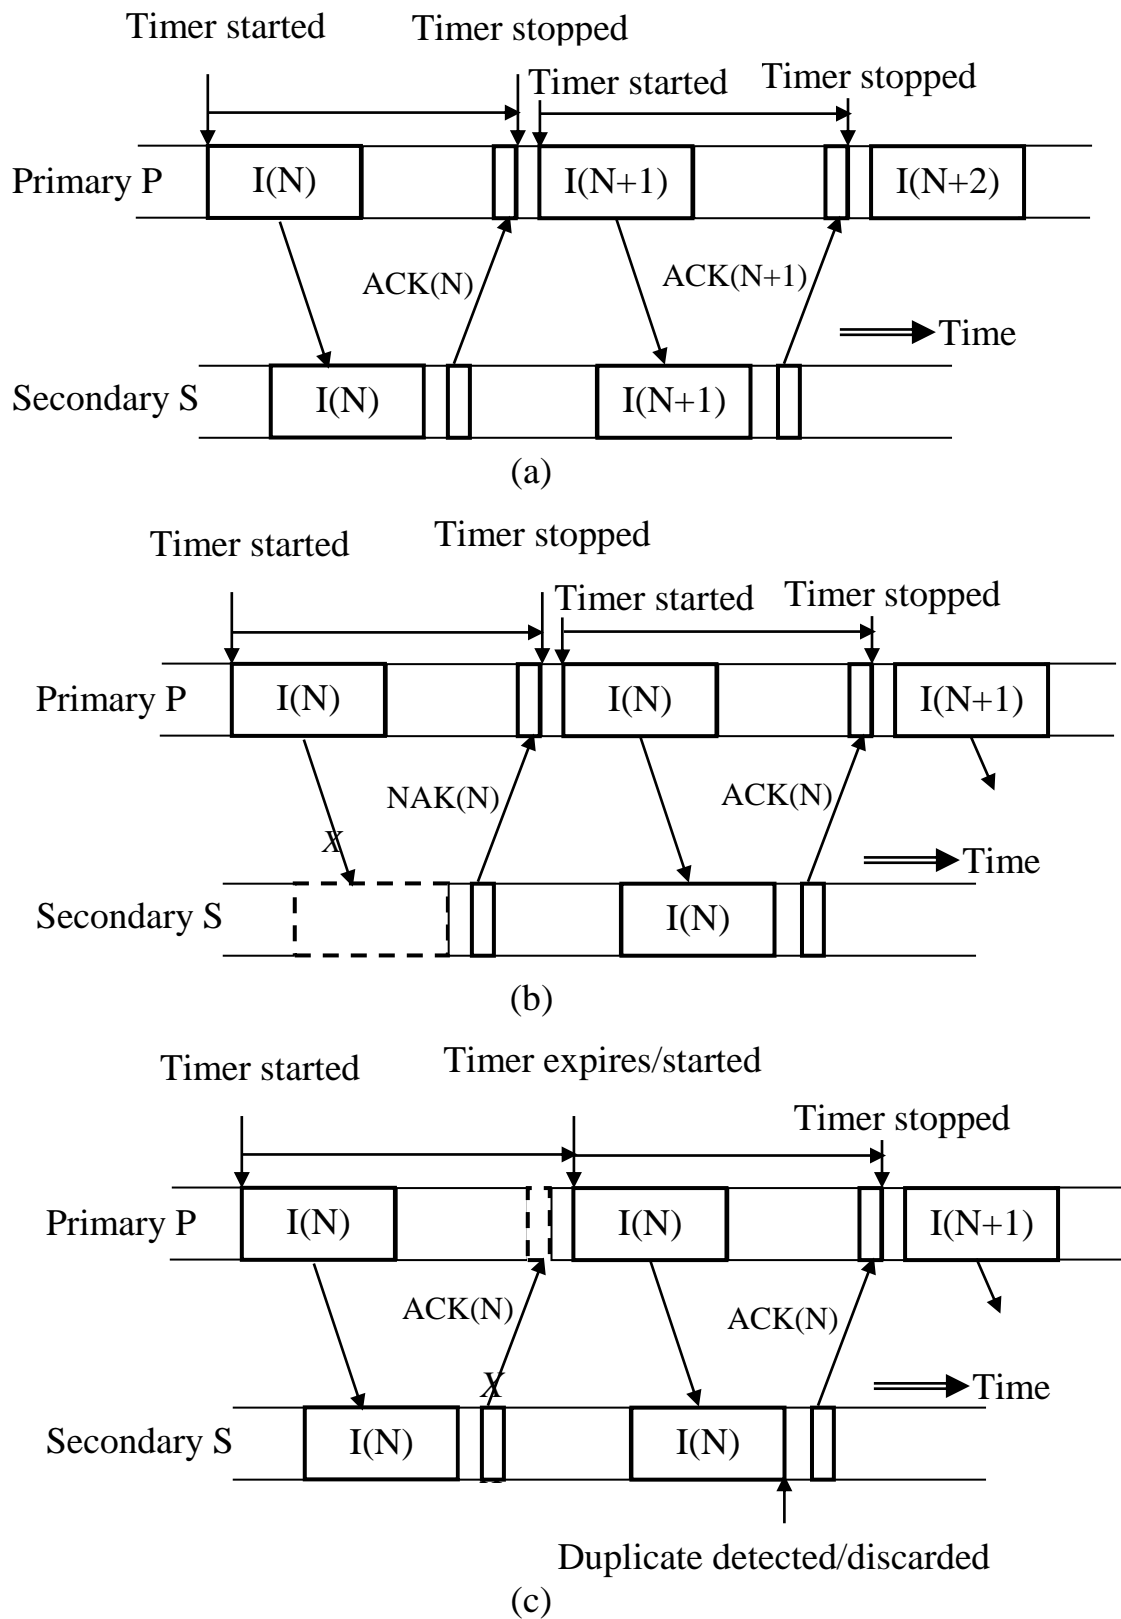 Timer started
Timer stopped
Timer started
Timer stopped
Primary P
I(N)
I(N+1)
I(N+2)
ACK(N)
ACK(N+1)
Time
Secondary S
I(N)
I(N+1)
(a)
Timer started
Timer stopped
Timer started
Timer stopped
Primary P
I(N)
I(N)
I(N+1)
NAK(N)
ACK(N)
X
Time
Secondary S
I(N)
(b)
Timer started
Timer expires/started
Timer stopped
Primary P
I(N)
I(N)
I(N+1)
ACK(N)
ACK(N)
X
Time
Secondary S
I(N)
I(N)
Duplicate detected/discarded
(c)